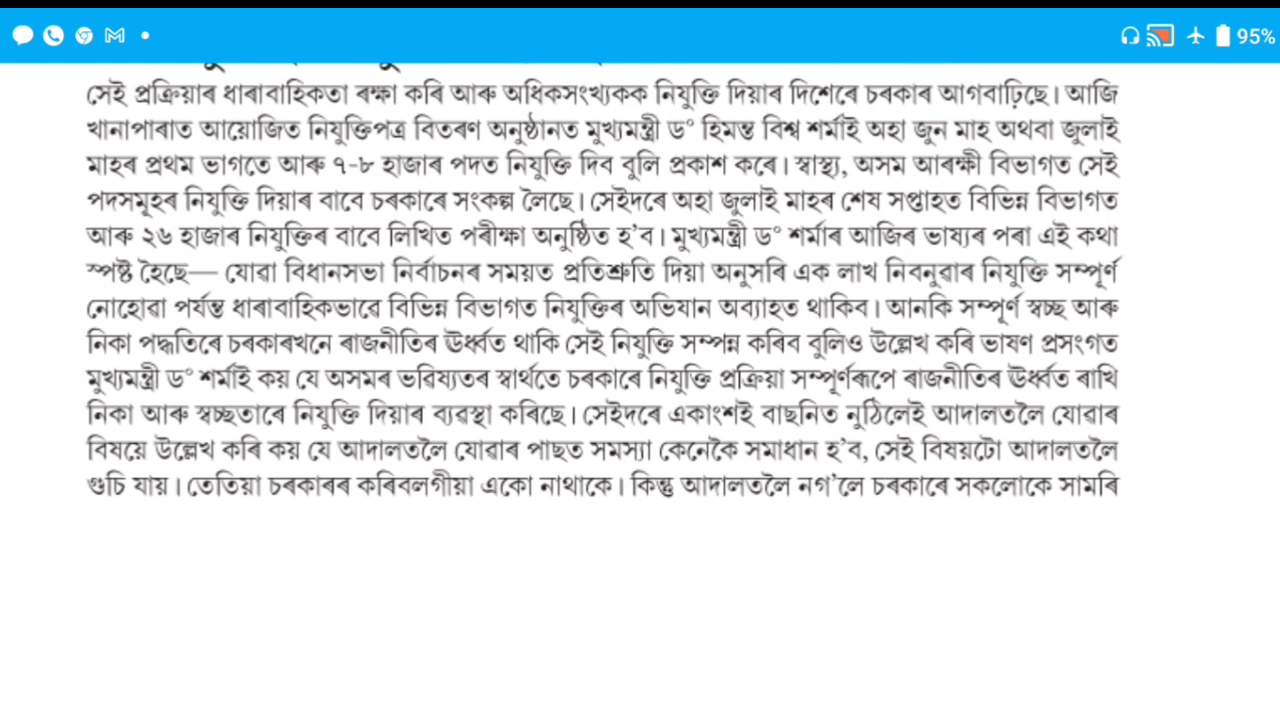 95%
সেই প্ৰক্ৰিয়াৰ ধাৰাবাহিকতা ৰক্ষা কৰি আৰু অধিকসংখ্যকক নিযুক্তি দিয়াৰ দিশেৰে চৰকাৰ আগবাঢ়িছে। আজি
খানাপাৰাত আয়োজিত নিযুক্তিপত্ৰ বিতৰণ অনুষ্ঠানত মুখ্যমন্ত্ৰী ড° হিমন্ত বিশ্ব শৰ্মাই অহা জুন মাহ অথবা জুলাই
মাহৰ প্ৰথম ভাগতে আৰু ৭-৮ হাজাৰ পদত নিযুক্তি দিব বুলি প্ৰকাশ কৰে। স্বাস্থ্য, অসম আৰক্ষী বিভাগত সেই
পদসমূহৰ নিযুক্তি দিয়াৰ বাবে চৰকাৰে সংকল্প লৈছে। সেইদৰে অহা জুলাই মাহৰ শেষ সপ্তাহত বিভিন্ন বিভাগত
আৰু ২৬ হাজাৰ নিযুক্তিৰ বাবে লিখিত পৰীক্ষা অনুষ্ঠিত হ’ব। মুখ্যমন্ত্ৰী ড° শৰ্মাৰ আজিৰ ভাষ্যৰ পৰা এই কথা
স্পষ্ট হৈছে— যোৱা বিধানসভা নিৰ্বাচনৰ সময়ত প্ৰতিশ্ৰুতি দিয়া অনুসৰি এক লাখ নিবনুৱাৰ নিযুক্তি সম্পূৰ্ণ
নোহোৱা পৰ্যন্ত ধাৰাবাহিকভাৱে বিভিন্ন বিভাগত নিযুক্তিৰ অভিযান অব্যাহত থাকিব। আনকি সম্পূৰ্ণ স্বচ্ছ আৰু
নিকা পদ্ধতিৰে চৰকাৰখনে ৰাজনীতিৰ ঊৰ্ধ্বত থাকি সেই নিযুক্তি সম্পন্ন কৰিব বুলিও উল্লেখ কৰি ভাষণ প্ৰসংগত
মুখ্যমন্ত্ৰী ড° শৰ্মাই কয় যে অসমৰ ভৱিষ্যতৰ স্বাৰ্থতে চৰকাৰে নিযুক্তি প্ৰক্ৰিয়া সম্পূৰ্ণৰূপে ৰাজনীতিৰ ঊৰ্ধ্বত ৰাখি
নিকা আৰু স্বচ্ছতাৰে নিযুক্তি দিয়াৰ ব্যৱস্থা কৰিছে। সেইদৰে একাংশই বাছনিত নুঠিলেই আদালতলৈ যোৱাৰ
বিষয়ে উল্লেখ কৰি কয় যে আদালতলৈ যোৱাৰ পাছত সমস্যা কেনেকৈ সমাধান হ’ব, সেই বিষয়টো আদালতলৈ
গুচি যায়। তেতিয়া চৰকাৰৰ কৰিবলগীয়া একো নাথাকে। কিন্তু আদালতলৈ নগ’লে চৰকাৰে সকলোকে সামৰি